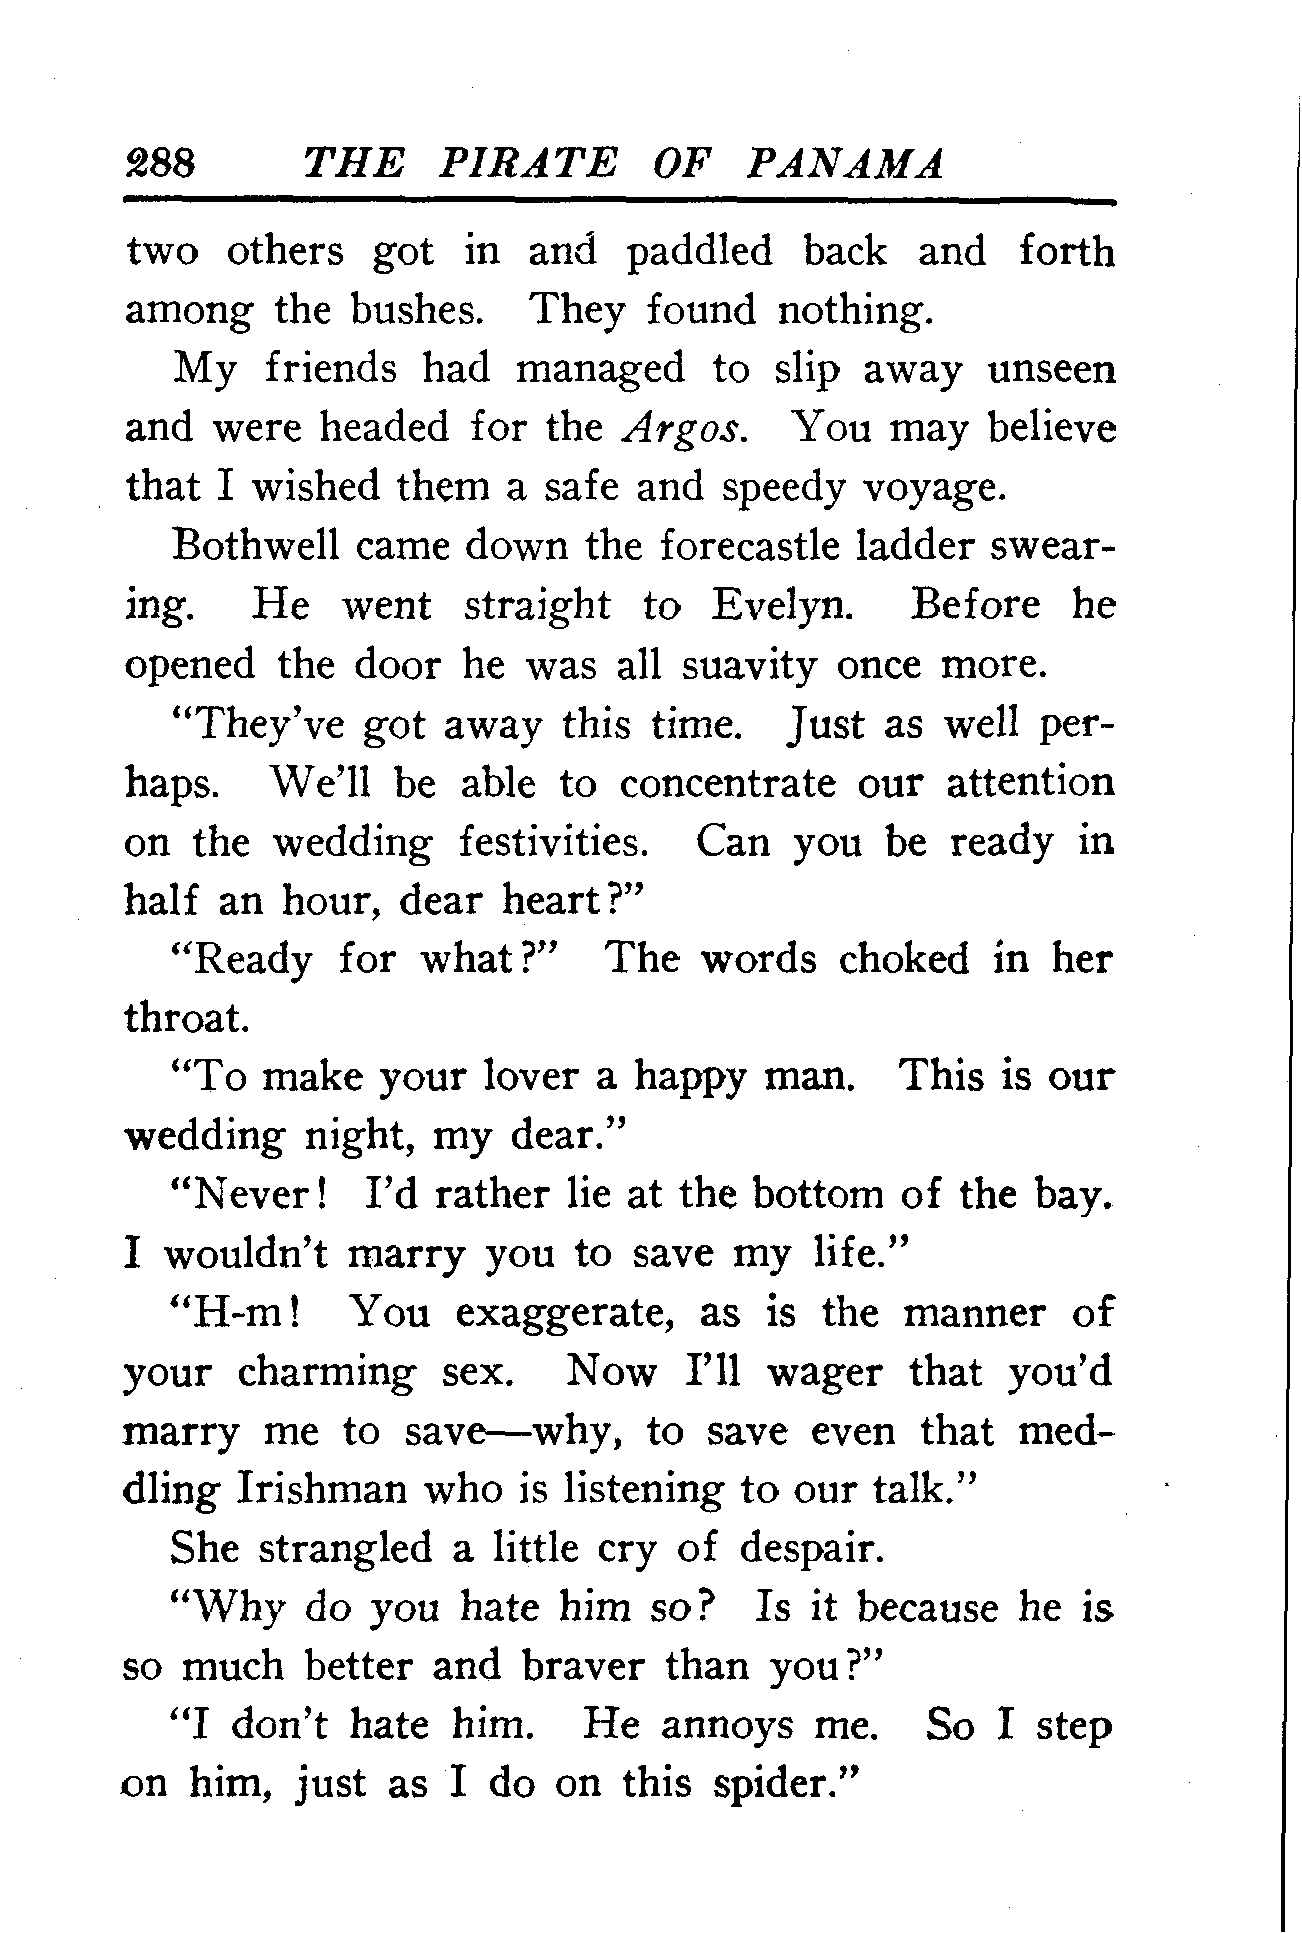 288 THE PIRATE OF PANAMA
two others got in and paddled back and forth
among the bushes. They found nothing.
My friends had managed to slip away unseen
and were headed for the Argos. You may believe
that I wished them a safe and speedy voyage.
Bothwell came down the forecastle ladder swear-
ing. He went straight to Evelyn. Before he
opened the door he was all suavity once more.
“They’ve got away this time. Just as well per-
haps. We’ll be able to concentrate our attention
on the wedding festivities. Can you be ready in
half an hour, dear heart?”
“Ready for what?” The words choked in her
throat.
“To make your lover a happy man. This is our
wedding night, my dear.”
“Never! I’d rather lie at the bottom of the bay.
I wouldn’t marry you to save my life.”
“H-m! You exaggerate, as is the manner of
your charming sex. Now I’ll wager that you’d
marry me to save—why, to save even that med-
dling Irishman who is listening to our talk.”
She strangled a little cry of despair.
“Why do you hate him so? Is it because he is
so much better and braver than you?”
“I don’t hate him. He annoys me. So I step
on him, just as I do on this spider.”